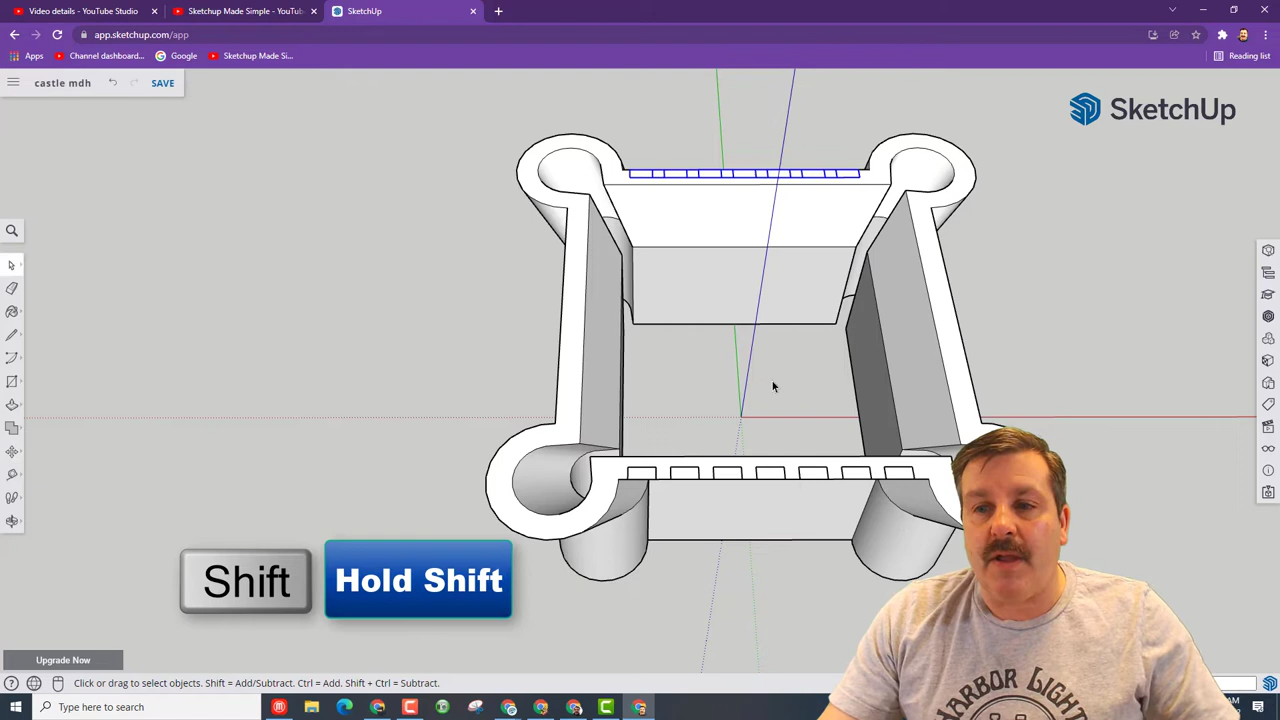 Video details - YouTube Studio
Sketchup Made Simple - YouTub
SketchUp
app.sketchup.com/app
Apps
Channel dashboard...
Google
Sketchup Made Si...
Reading list
castle mdh
SAVE
SketchUp
Shift
Hold Shift
HARBOR LIGHT
Upgrade Now
Click or drag to select objects. Shift = Add/Subtract. Ctrl = Add. Shift + Ctrl = Subtract.
Type here to search